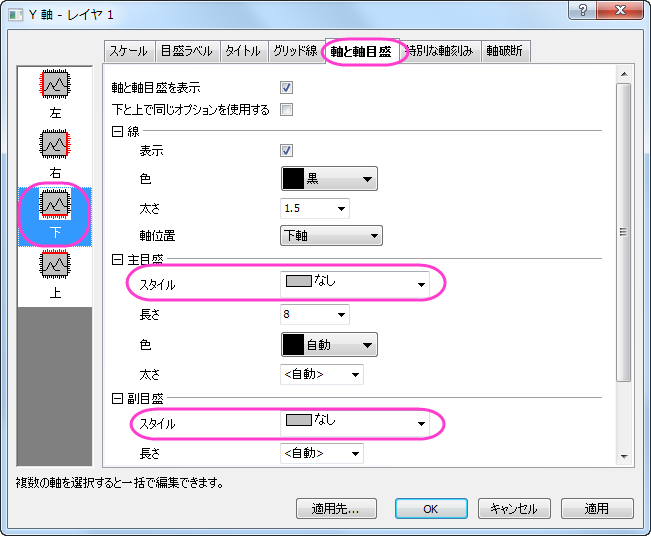 Y 軸 - レイヤ 1
スケール 目盛ラベル タイトル グリッド線 軸と軸目盛 特別な軸刻み 軸破断
左
右
下
上
軸と軸目盛を表示
下と上で同じオプションを使用する
線
表示
色 黒
太さ 1.5
軸位置 下軸
主目盛
スタイル なし
長さ 8
色 自動
太さ <自動>
副目盛
スタイル なし
長さ <自動>
複数の軸を選択すると一括で編集できます。
適用先... OK キャンセル 適用